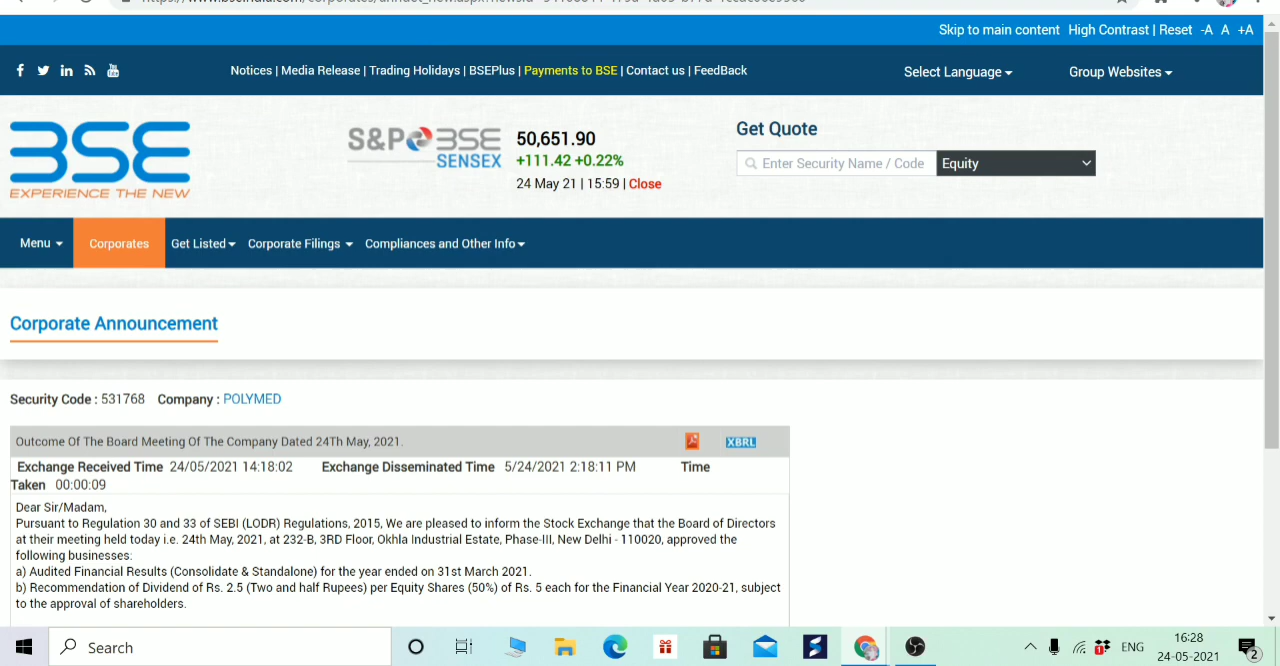 Skip to main content High Contrast | Reset -A A +A
Notices | Media Release | Trading Holidays | BSEPlus | Payments to BSE | Contact us | FeedBack
Select Language
Group Websites
BSE
EXPERIENCE THE NEW
S&P BSE
SENSEX
50,651.90
+111.42 +0.22%
24 May 21 | 15:59 | Close
Get Quote
Enter Security Name / Code
Equity
Menu
Corporates
Get Listed
Corporate Filings
Compliances and Other Info
Corporate Announcement
Security Code : 531768 Company : POLYMED
Outcome Of The Board Meeting Of The Company Dated 24Th May, 2021.
XBRL
Exchange Received Time 24/05/2021 14:18:02 Exchange Disseminated Time 5/24/2021 2:18:11 PM Time
Taken 00:00:09
Dear Sir/Madam,
Pursuant to Regulation 30 and 33 of SEBI (LODR) Regulations, 2015, We are pleased to inform the Stock Exchange that the Board of Directors
at their meeting held today i.e. 24th May, 2021, at 232-B, 3RD Floor, Okhla Industrial Estate, Phase-III, New Delhi - 110020, approved the
following businesses:
a) Audited Financial Results (Consolidate & Standalone) for the year ended on 31st March 2021.
b) Recommendation of Dividend of Rs. 2.5 (Two and half Rupees) per Equity Shares (50%) of Rs. 5 each for the Financial Year 2020-21, subject
to the approval of shareholders.
Search
ENG
16:28
24-05-2021
2